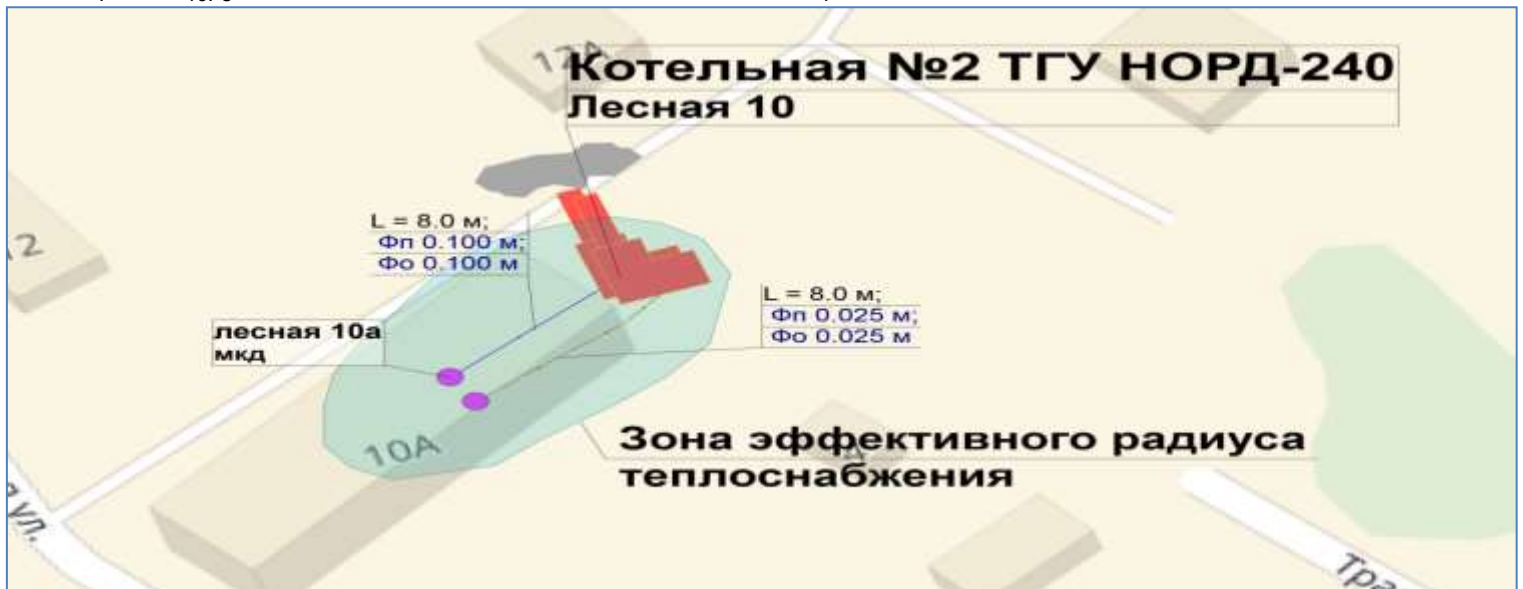 12А
Котельная №2 ТГУ НОРД-240
Лесная 10
L = 8.0 м;
Фп 0.100 м;
Фо 0.100 м
12
L = 8.0 м;
Фп 0.025 м;
Фо 0.025 м
лесная 10а
мкд
10А
Зона эффективного радиуса
теплоснабжения
4
ул.
Тра